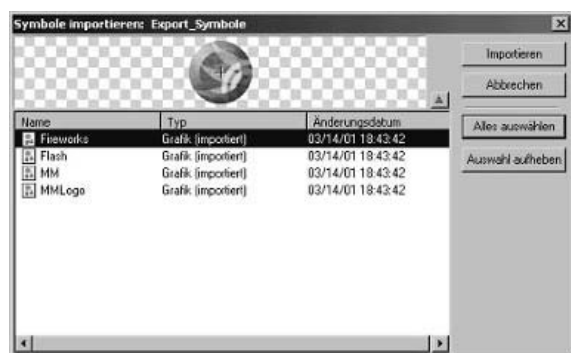 Symbole importieren: Export_Symbole
Importieren
Abbrechen
Alles auswählen
Auswahl aufheben
Name Typ Änderungsdatum
Fireworks Grafik (importiert) 03/14/01 18:43:42
Flash Grafik (importiert) 03/14/01 18:43:42
MM Grafik (importiert) 03/14/01 18:43:42
MMLogo Grafik (importiert) 03/14/01 18:43:42